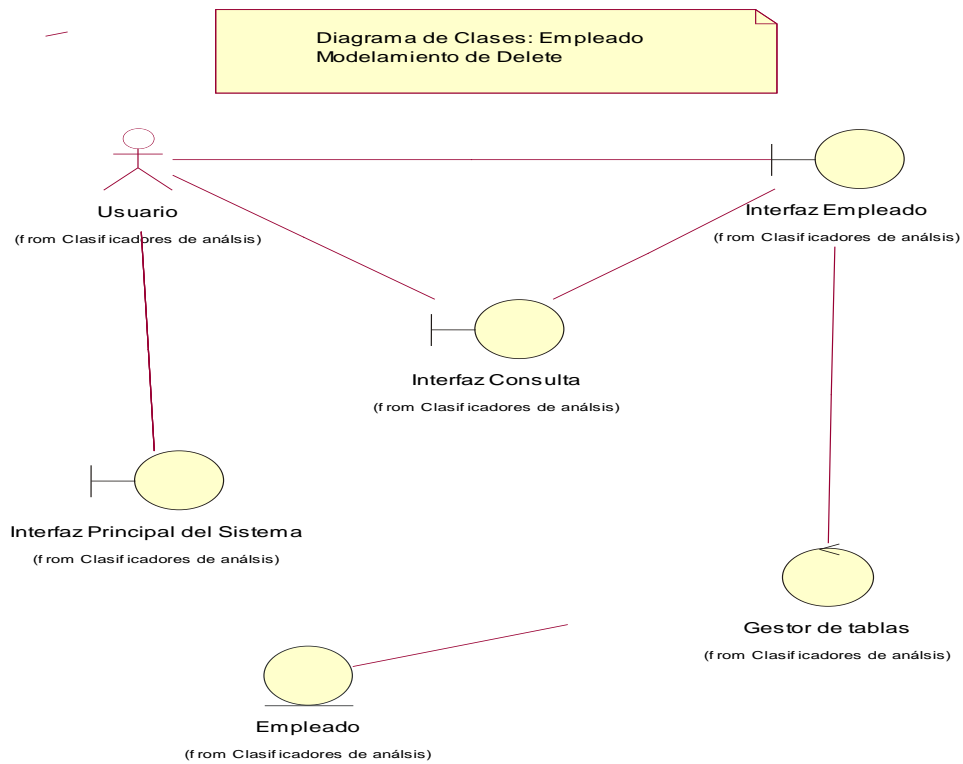 Diagrama de Clases: Empleado
Modelamiento de Delete
Usuario
(from Clasificadores de análsis)
Interfaz Empleado
(from Clasificadores de análsis)
Interfaz Consulta
(from Clasificadores de análsis)
Interfaz Principal del Sistema
(from Clasificadores de análsis)
Gestor de tablas
(from Clasificadores de análsis)
Empleado
(from Clasificadores de análsis)